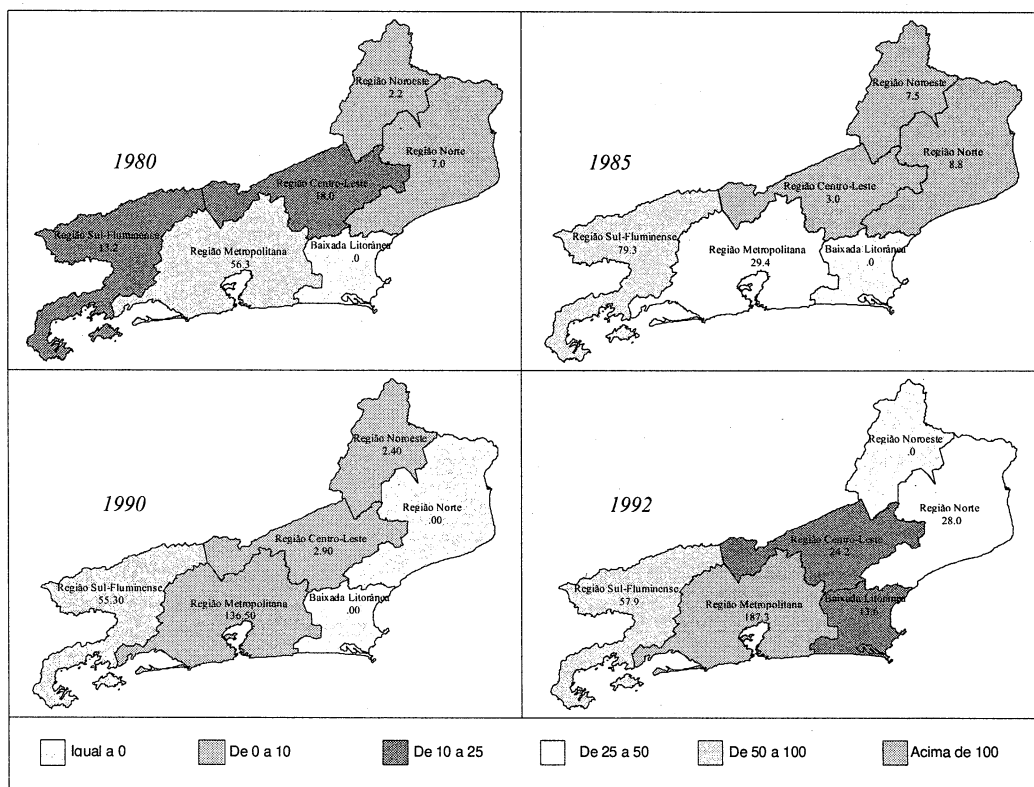 1980
Região Noroeste
2.2
Região Norte
7.0
Região Centro-Leste
18.0
Região Sul-Fluminense
13.2
Região Metropolitana
56.3
Baixada Litorânea
.0
1985
Região Noroeste
7.5
Região Norte
8.8
Região Centro-Leste
3.0
Região Sul-Fluminense
79.3
Região Metropolitana
29.4
Baixada Litorânea
.0
1990
Região Noroeste
2.40
Região Norte
.00
Região Centro-Leste
2.90
Região Sul-Fluminense
55.30
Região Metropolitana
136.50
Baixada Litorânea
.00
1992
Região Noroeste
.0
Região Norte
28.0
Região Centro-Leste
24.2
Região Sul-Fluminense
57.9
Região Metropolitana
187.3
Baixada Litorânea
13.6
Igual a 0
De 0 a 10
De 10 a 25
De 25 a 50
De 50 a 100
Acima de 100